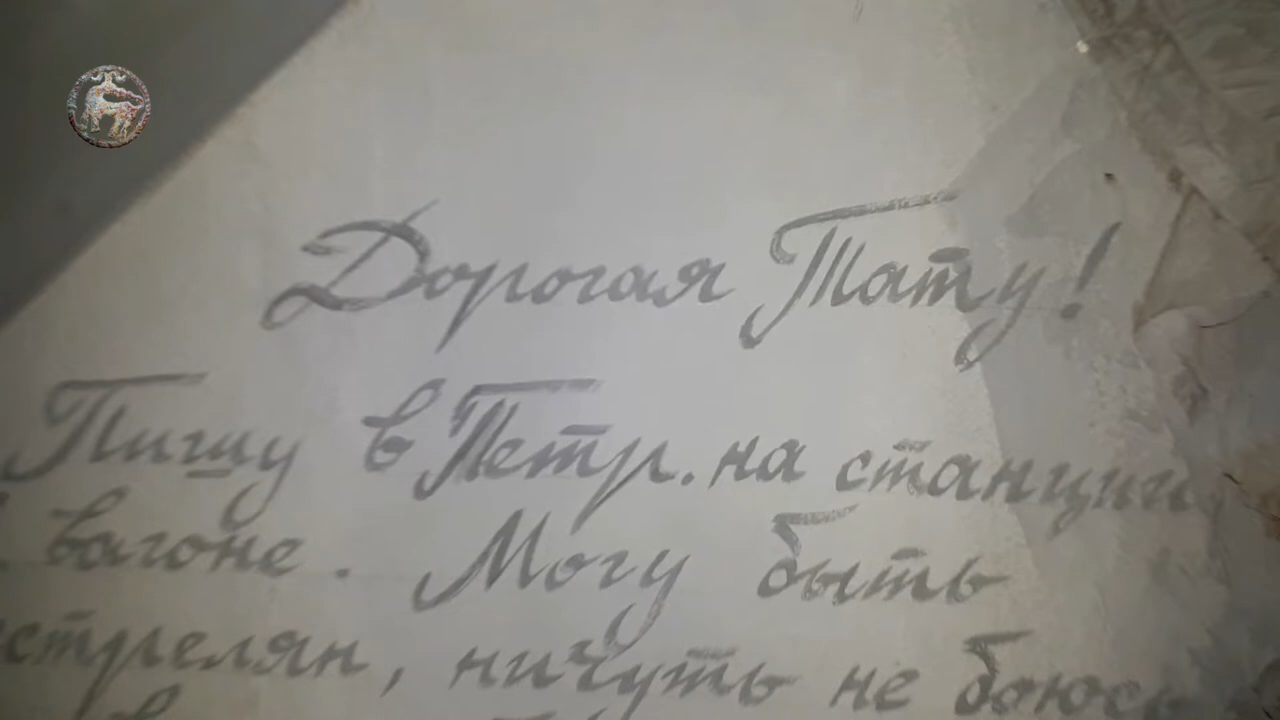 Дорогая Тату!
Пишу в Петр. на станции
вагоне. Могу быть
стрелян, ничуть не боюсь